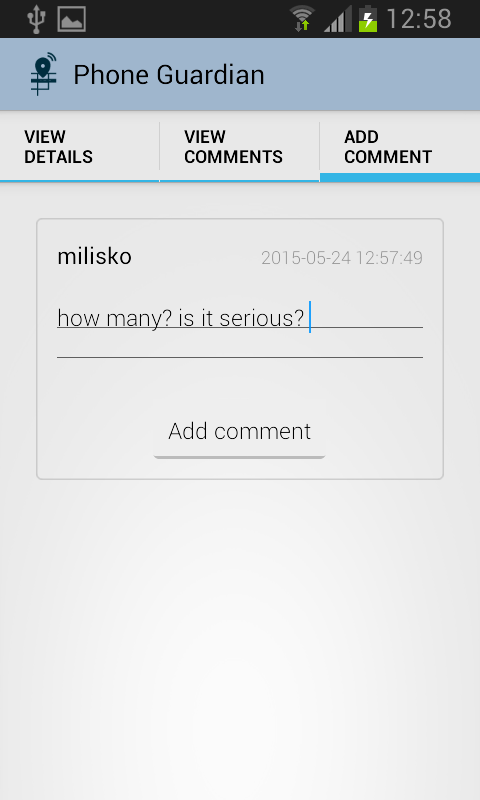 12:58
Phone Guardian
VIEW
DETAILS
VIEW
COMMENTS
ADD
COMMENT
milisko 2015-05-24 12:57:49
how many? is it serious?
Add comment